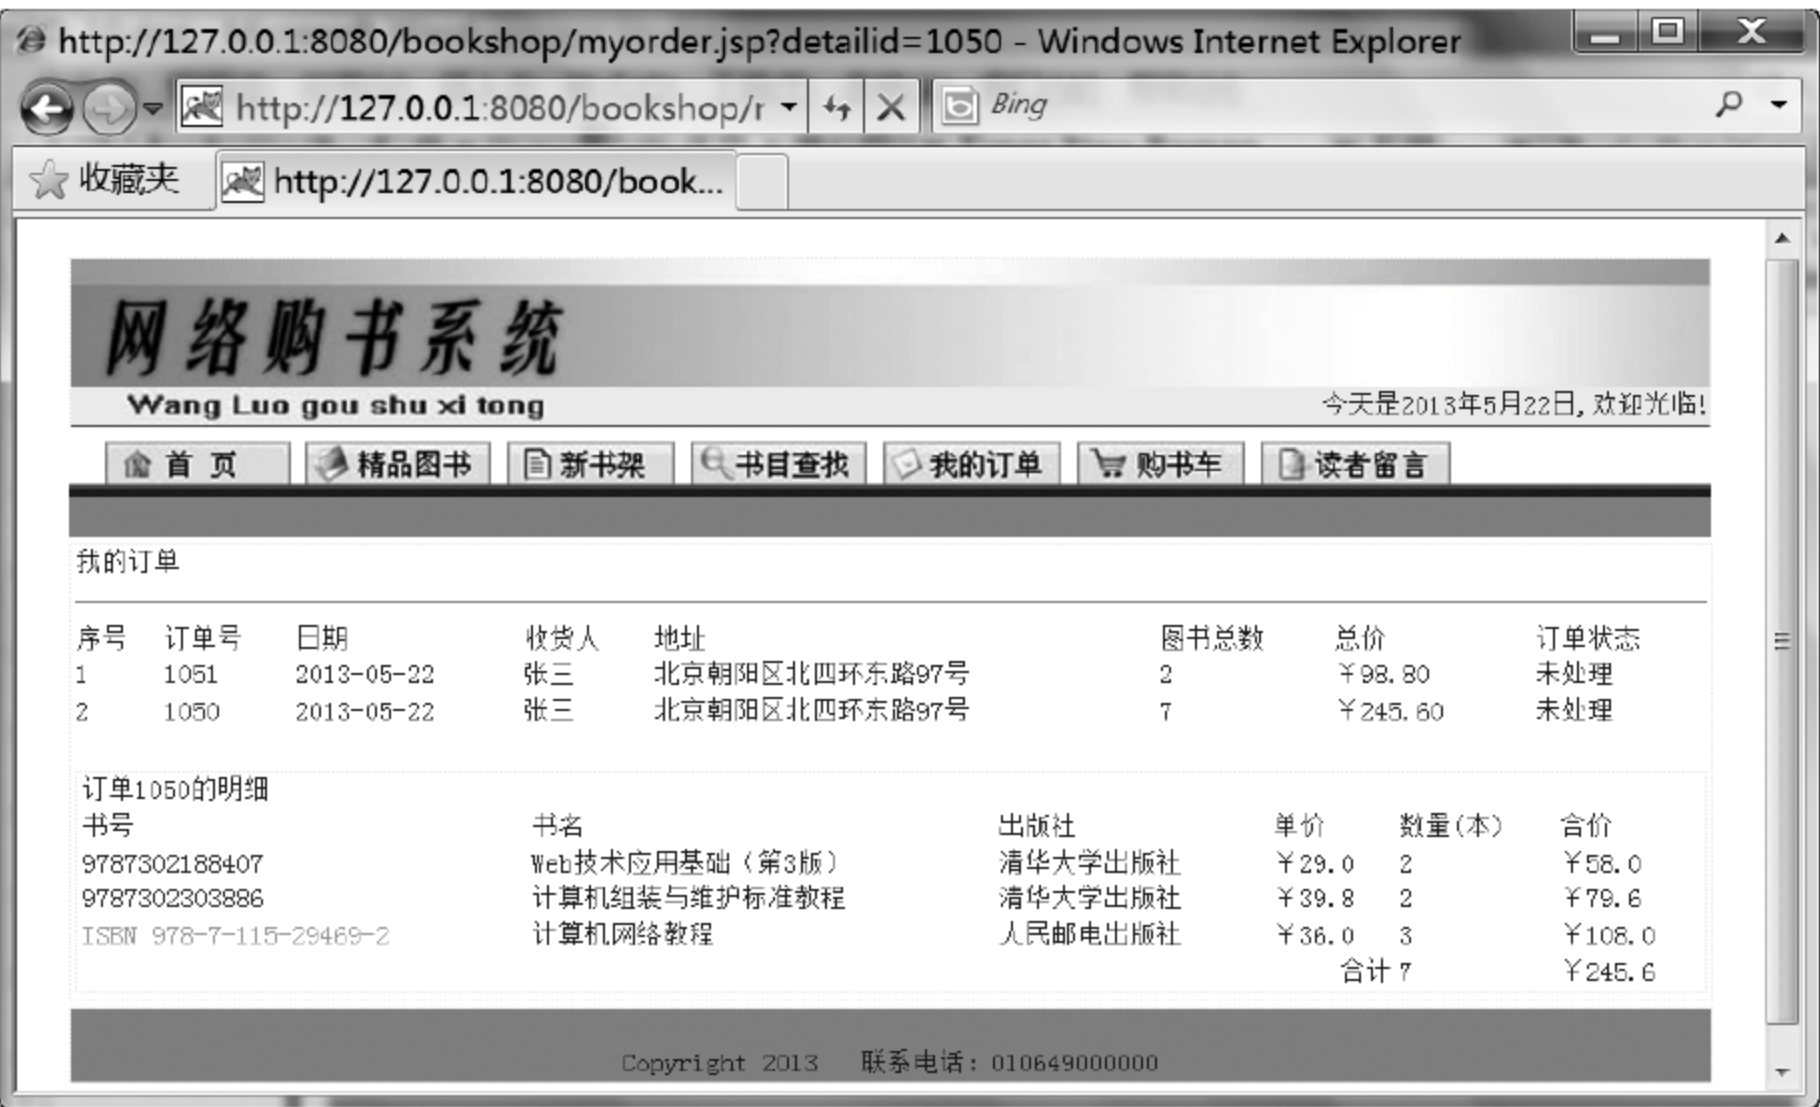 http://127.0.0.1:8080/bookshop/myorder.jsp?detailid=1050 - Windows Internet Explorer
http://127.0.0.1:8080/bookshop/r Bing
收藏夹 http://127.0.0.1:8080/book...
网络购书系统
Wang Luo gou shu xi tong 今天是2013年5月22日, 欢迎光临!
首 页 精品图书 新书架 书目查找 我的订单 购书车 读者留言
我的订单
序号 订单号 日期 收货人 地址 图书总数 总价 订单状态
1 1051 2013-05-22 张三 北京朝阳区北四环东路97号 2 ￥98.80 未处理
2 1050 2013-05-22 张三 北京朝阳区北四环东路97号 7 ￥245.60 未处理
订单1050的明细
书号 书名 出版社 单价 数量(本) 合价
9787302188407 Web技术应用基础（第3版） 清华大学出版社 ￥29.0 2 ￥58.0
9787302303886 计算机组装与维护标准教程 清华大学出版社 ￥39.8 2 ￥79.6
ISBN 978-7-115-29469-2 计算机网络教程 人民邮电出版社 ￥36.0 3 ￥108.0
合计 7 ￥245.6
Copyright 2013 联系电话: 010649000000